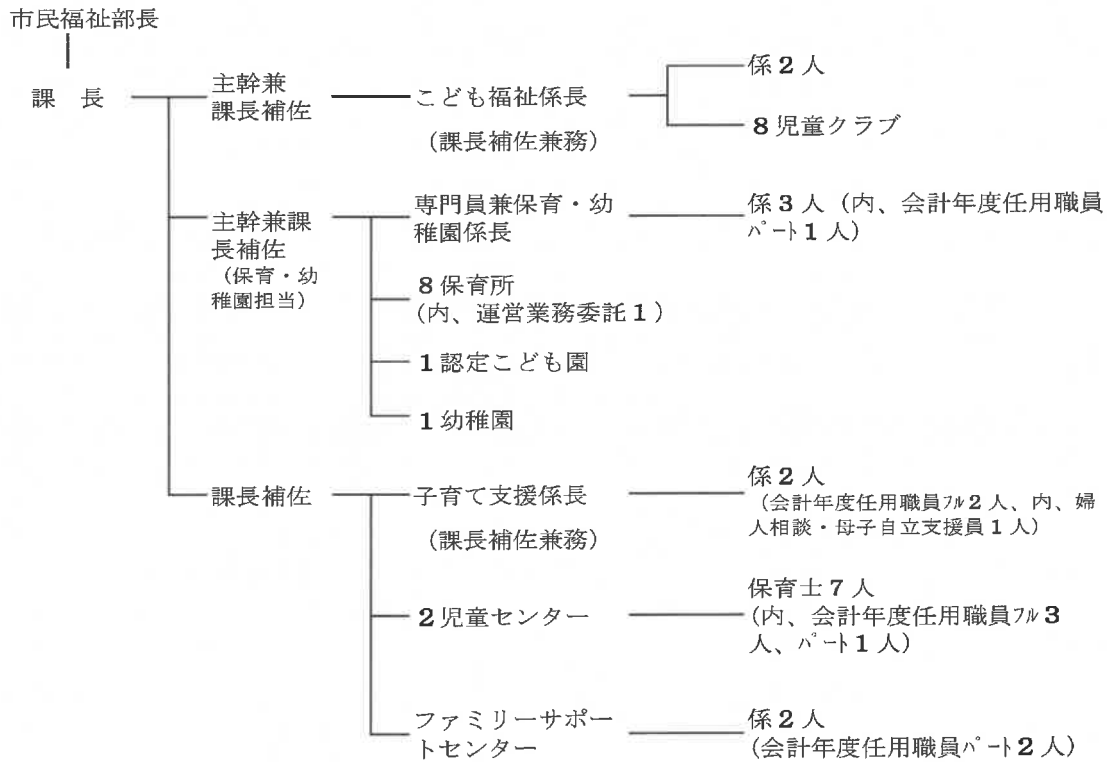 市民福祉部長
課　長
主幹兼
課長補佐
こども福祉係長
(課長補佐兼務)
係２人
８児童クラブ
主幹兼課
長補佐
(保育・幼
稚園担当)
専門員兼保育・幼
稚園係長
係３人（内、会計年度任用職員
ﾊﾟｰﾄ１人）
８保育所
(内、運営業務委託１)
１認定こども園
１幼稚園
課長補佐
子育て支援係長
(課長補佐兼務)
係２人
（会計年度任用職員ﾌﾙ２人、内、婦
人相談・母子自立支援員１人）
２児童センター
保育士７人
(内、会計年度任用職員ﾌﾙ３
人、ﾊﾟｰﾄ１人）
ファミリーサポー
トセンター
係２人
(会計年度任用職員ﾊﾟｰﾄ２人）